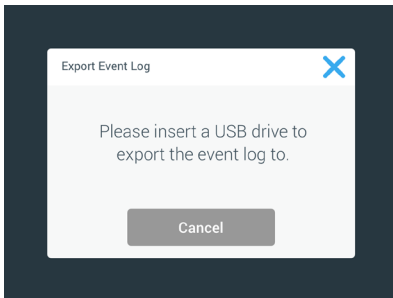 Export Event Log
Please insert a USB drive to
export the event log to.
Cancel